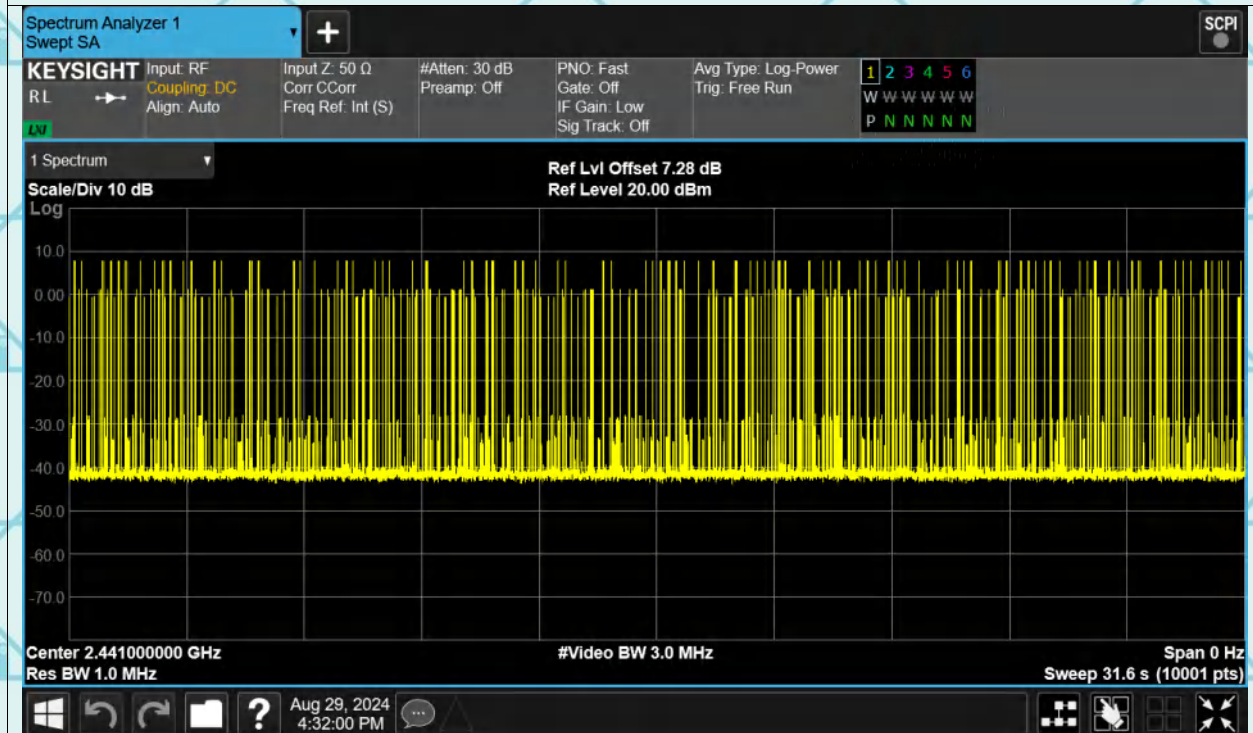 Spectrum Analyzer 1
Swept SA
SCPI
KEYSIGHT
RL
LXI
Input: RF
Coupling: DC
Align: Auto
Input Z: 50 Ω
Corr CCorr
Freq Ref: Int (S)
#Atten: 30 dB
Preamp: Off
PNO: Fast
Gate: Off
IF Gain: Low
Sig Track: Off
Avg Type: Log-Power
Trig: Free Run
1 2 3 4 5 6
W W W W W W
P N N N N N
1 Spectrum
Scale/Div 10 dB
Ref Lvl Offset 7.28 dB
Ref Level 20.00 dBm
Log
10.0
0.00
-10.0
-20.0
-30.0
-40.0
-50.0
-60.0
-70.0
Center 2.441000000 GHz
#Video BW 3.0 MHz
Span 0 Hz
Res BW 1.0 MHz
Sweep 31.6 s (10001 pts)
?
Aug 29, 2024
4:32:00 PM